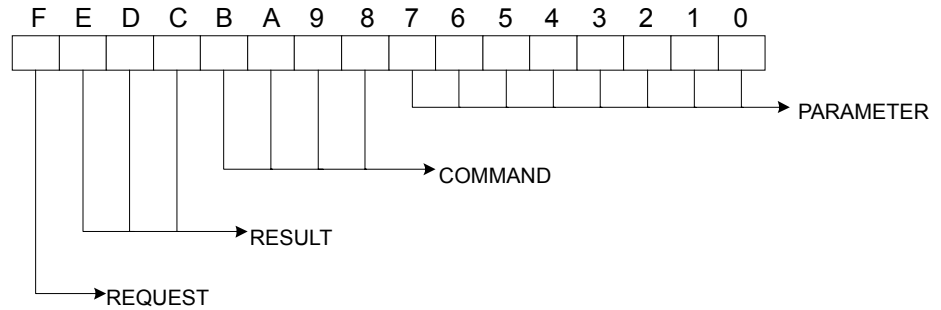 F E D C B A 9 8 7 6 5 4 3 2 1 0
PARAMETER
COMMAND
RESULT
REQUEST